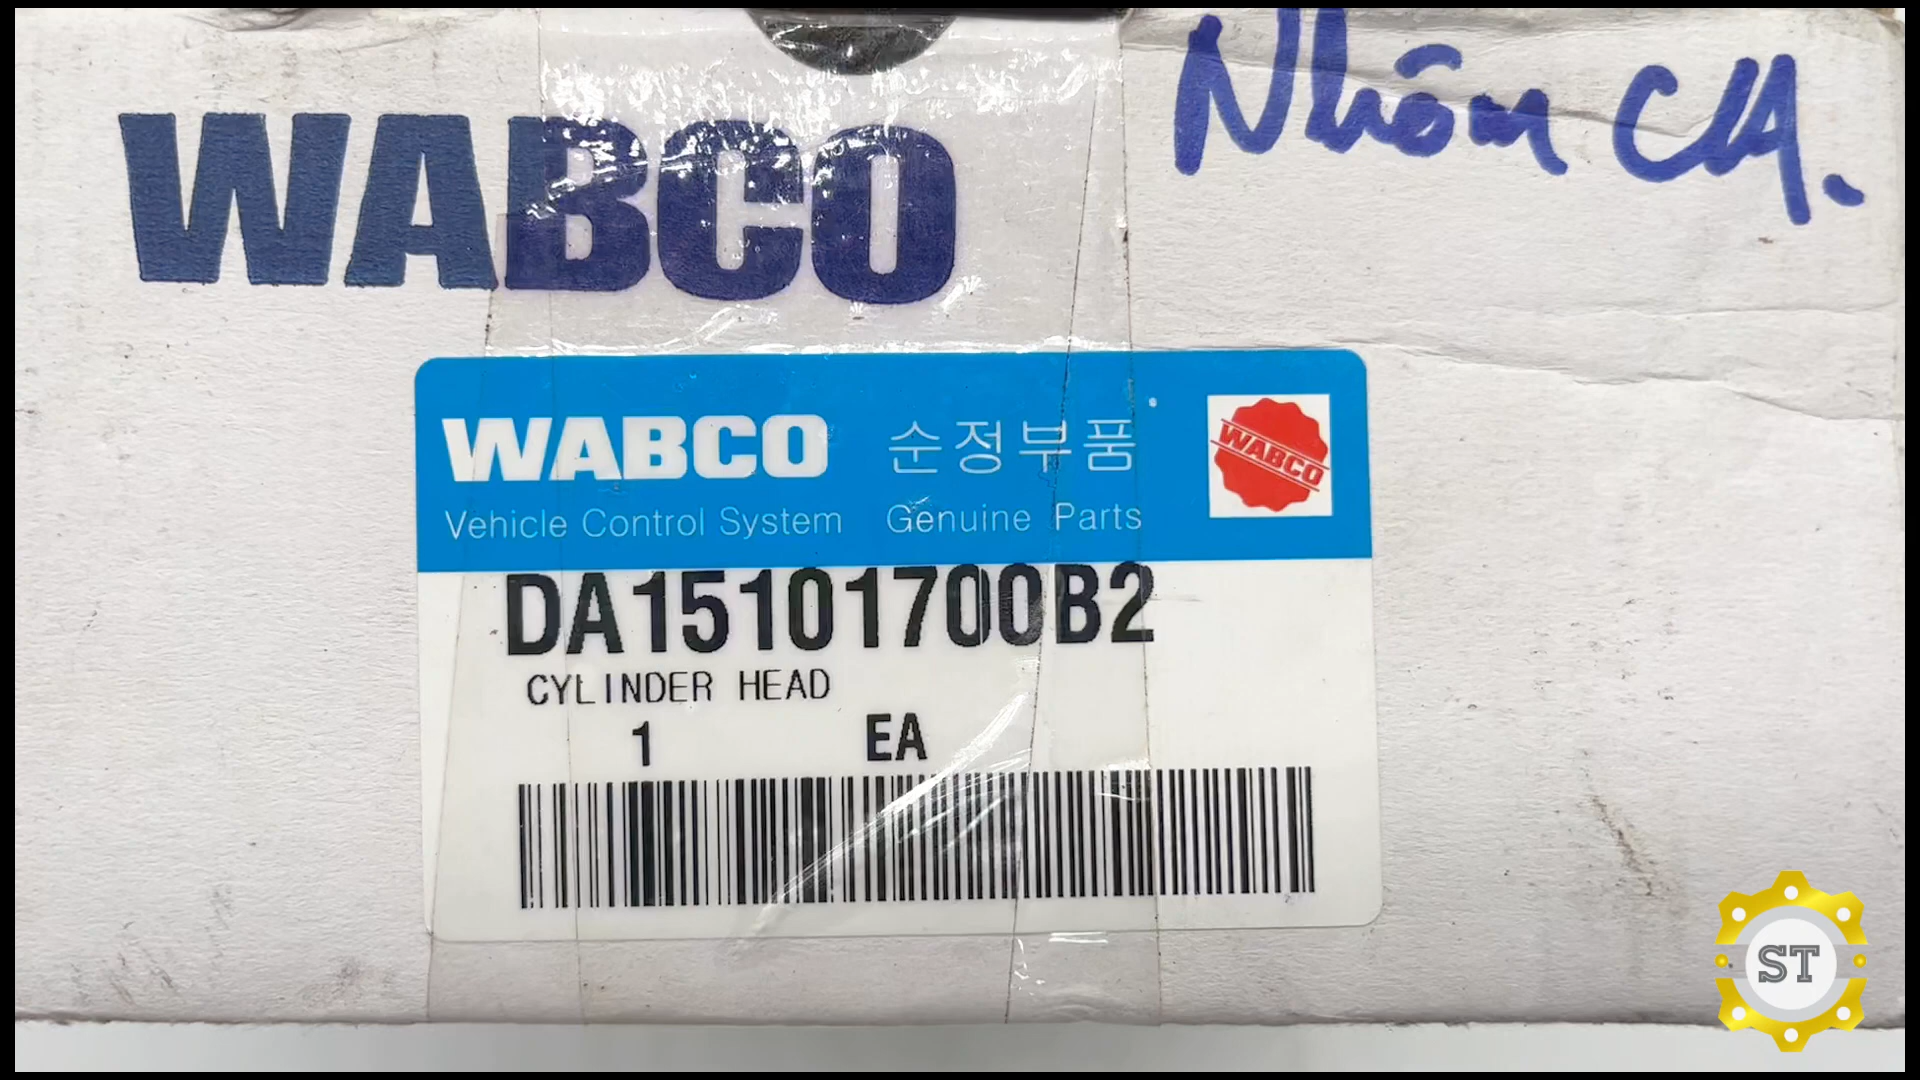 WABCO
Nhôm CM.
WABCO 순정부품
Vehicle Control System Genuine Parts
WABCO
DA15101700B2
CYLINDER HEAD
1 EA
ST